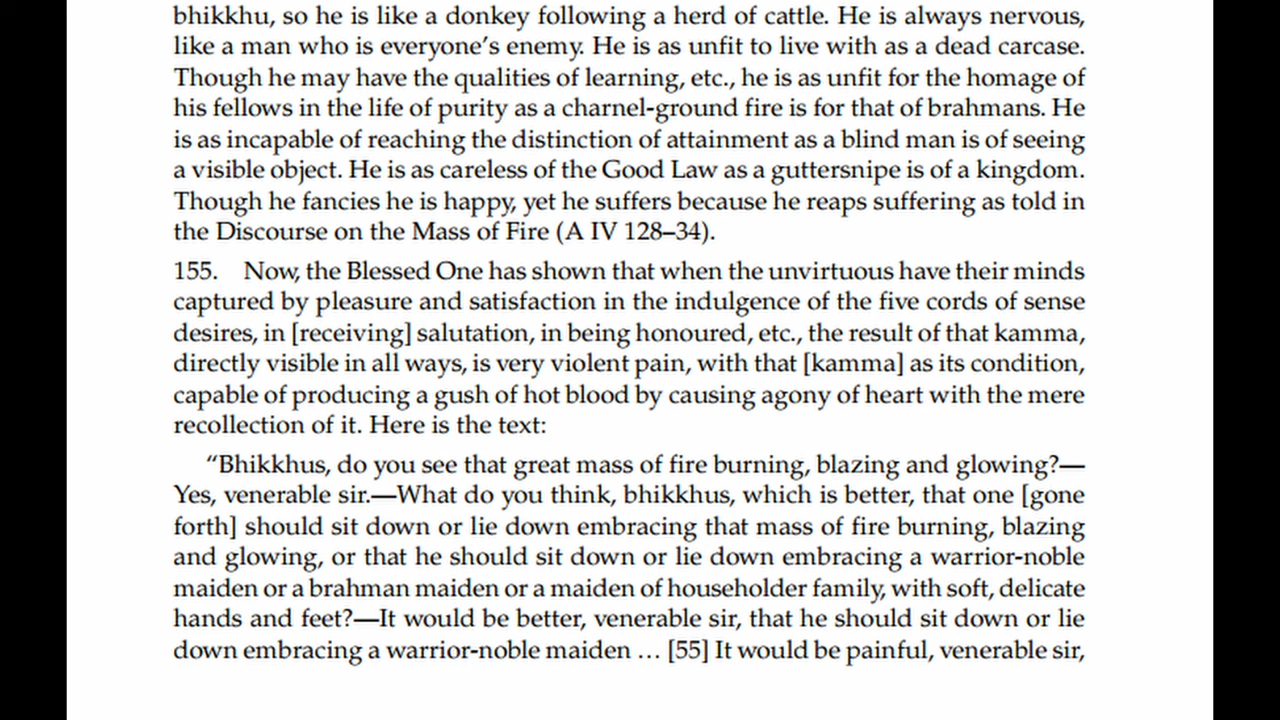 bhikkhu, so he is like a donkey following a herd of cattle. He is always nervous,
like a man who is everyone's enemy. He is as unfit to live with as a dead carcase.
Though he may have the qualities of learning, etc., he is as unfit for the homage of
his fellows in the life of purity as a charnel-ground fire is for that of brahmans. He
is as incapable of reaching the distinction of attainment as a blind man is of seeing
a visible object. He is as careless of the Good Law as a guttersnipe is of a kingdom.
Though he fancies he is happy, yet he suffers because he reaps suffering as told in
the Discourse on the Mass of Fire (A IV 128–34).
155. Now, the Blessed One has shown that when the unvirtuous have their minds
captured by pleasure and satisfaction in the indulgence of the five cords of sense
desires, in [receiving] salutation, in being honoured, etc., the result of that kamma,
directly visible in all ways, is very violent pain, with that [kamma] as its condition,
capable of producing a gush of hot blood by causing agony of heart with the mere
recollection of it. Here is the text:
“Bhikkhus, do you see that great mass of fire burning, blazing and glowing?—
Yes, venerable sir.—What do you think, bhikkhus, which is better, that one [gone
forth] should sit down or lie down embracing that mass of fire burning, blazing
and glowing, or that he should sit down or lie down embracing a warrior-noble
maiden or a brahman maiden or a maiden of householder family, with soft, delicate
hands and feet?—It would be better, venerable sir, that he should sit down or lie
down embracing a warrior-noble maiden … [55] It would be painful, venerable sir,